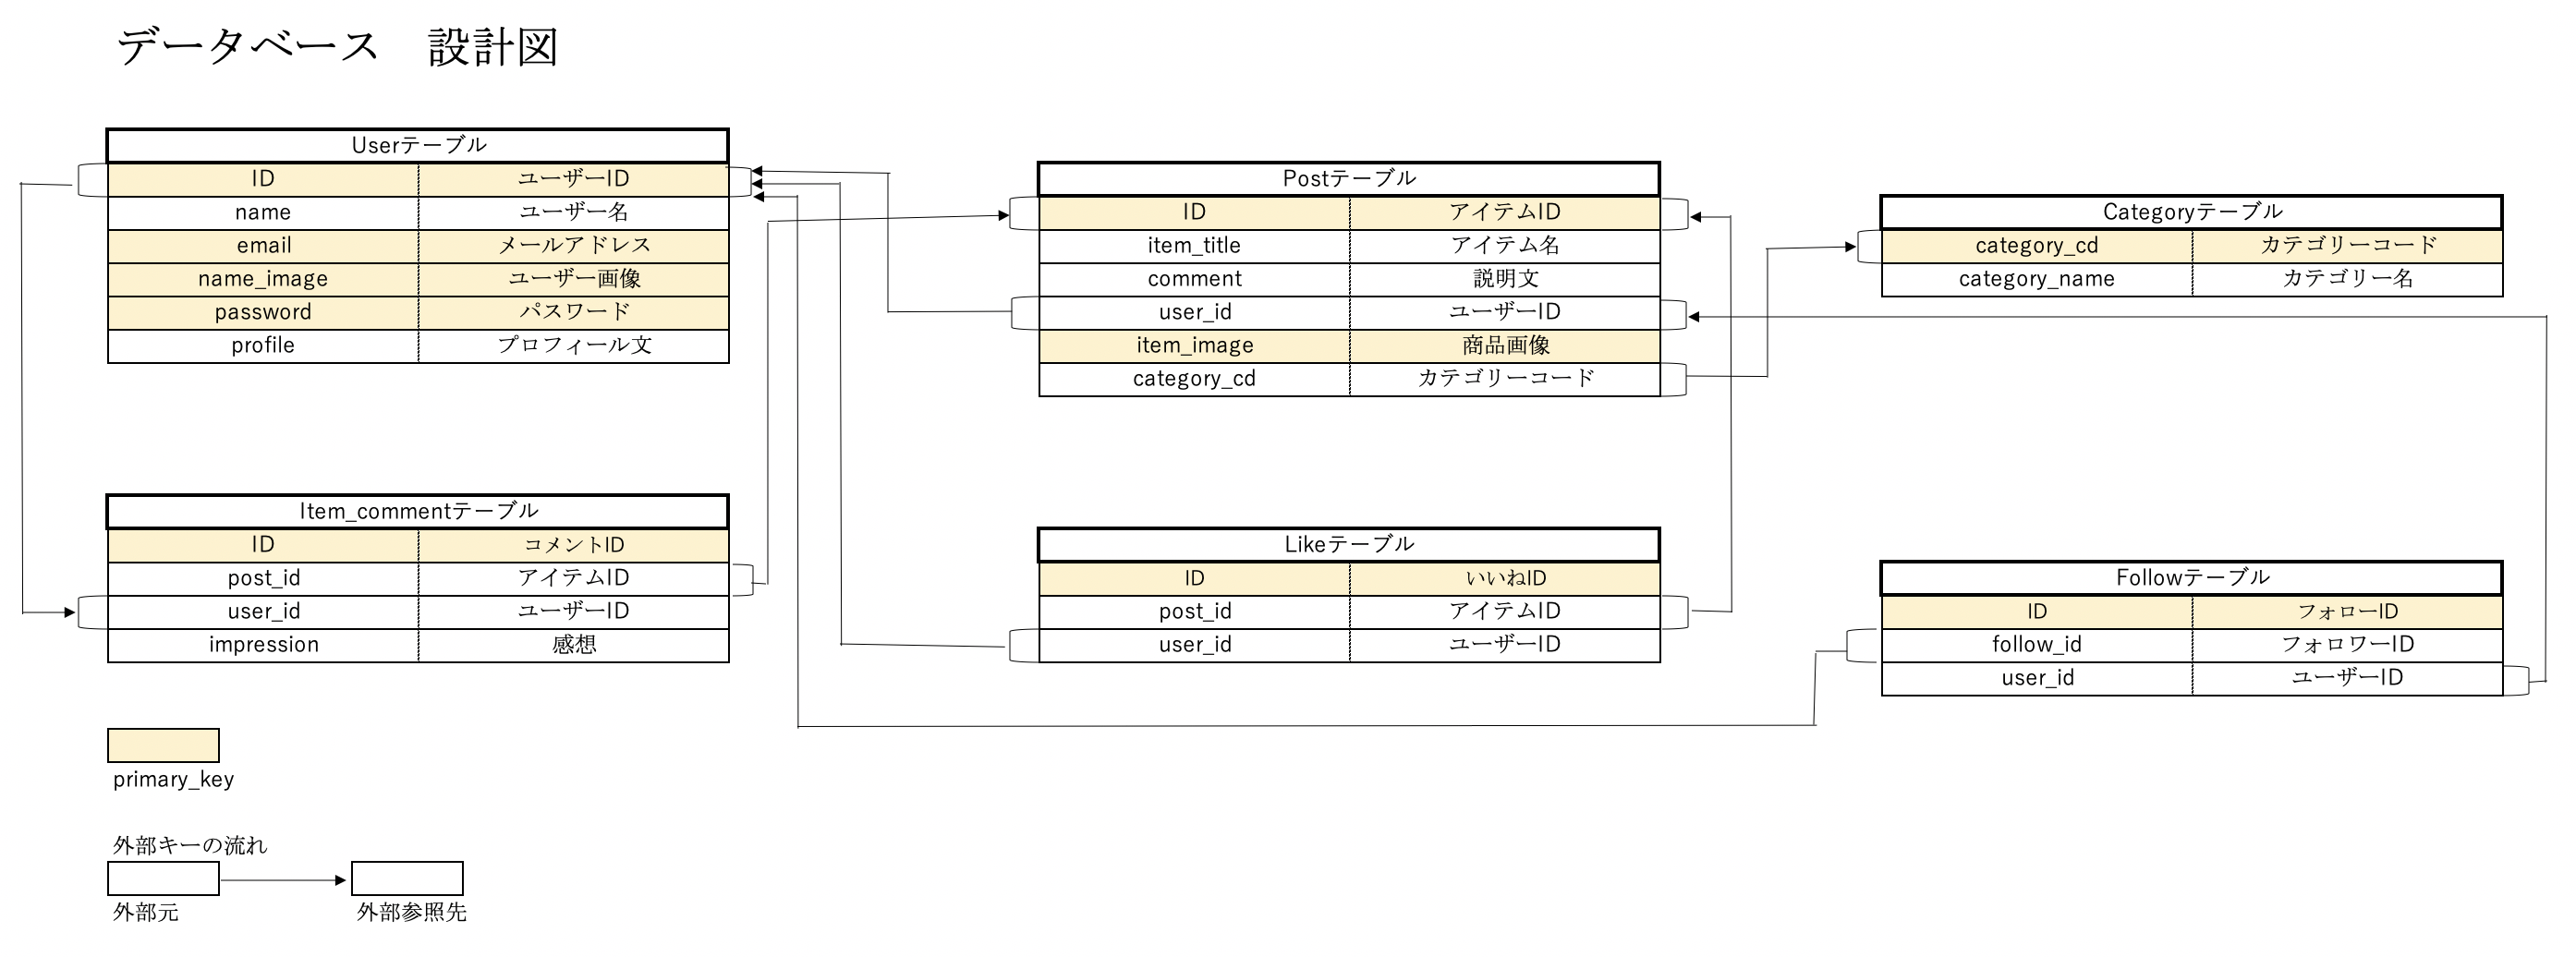 データベース　設計図
Userテーブル
ID ユーザーID
name ユーザー名
email メールアドレス
name_image ユーザー画像
password パスワード
profile プロフィール文
Postテーブル
ID アイテムID
item_title アイテム名
comment 説明文
user_id ユーザーID
item_image 商品画像
category_cd カテゴリーコード
Categoryテーブル
category_cd カテゴリーコード
category_name カテゴリー名
Item_commentテーブル
ID コメントID
post_id アイテムID
user_id ユーザーID
impression 感想
Likeテーブル
ID いいねID
post_id アイテムID
user_id ユーザーID
Followテーブル
ID フォローID
follow_id フォロワーID
user_id ユーザーID
primary_key
外部キーの流れ
外部元 外部参照先